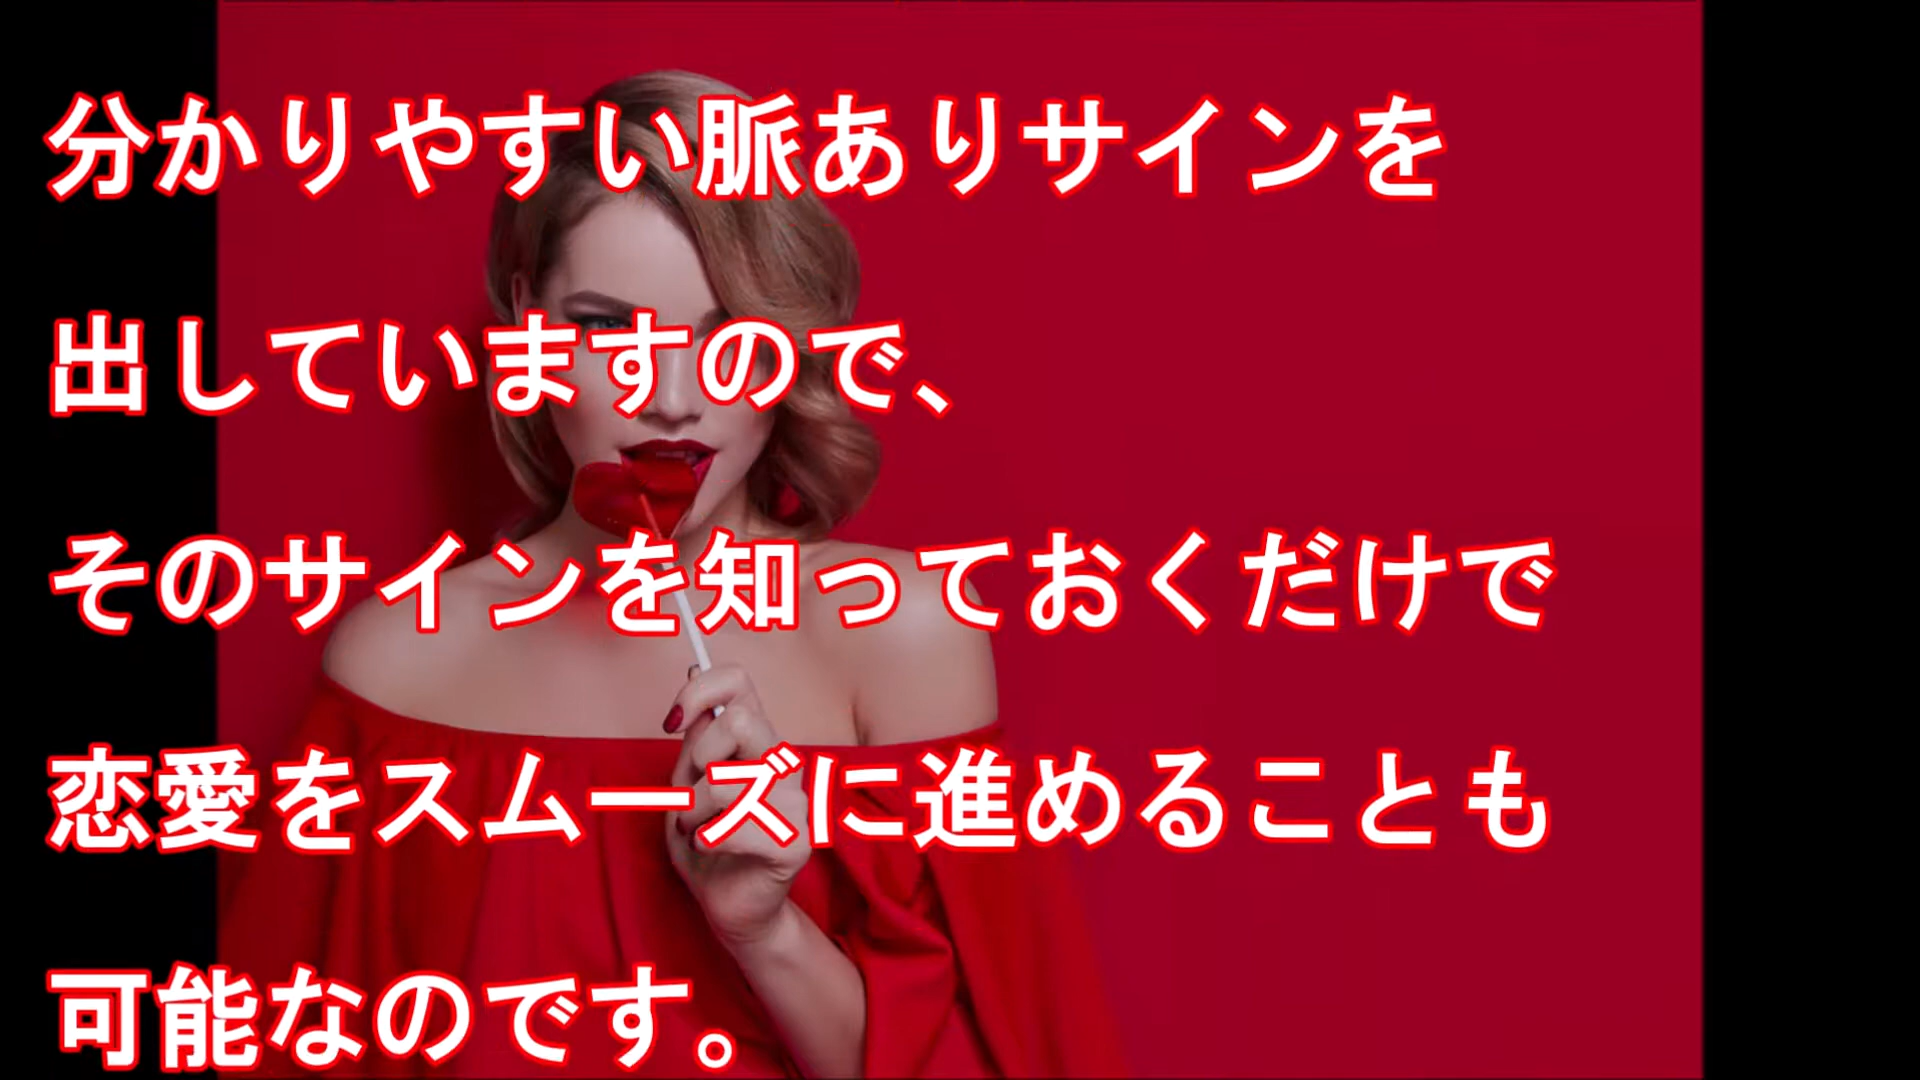 分かりやすい脈ありサインを
出していますので、
そのサインを知っておくだけで
恋愛をスムーズに進めることも
可能なのです。